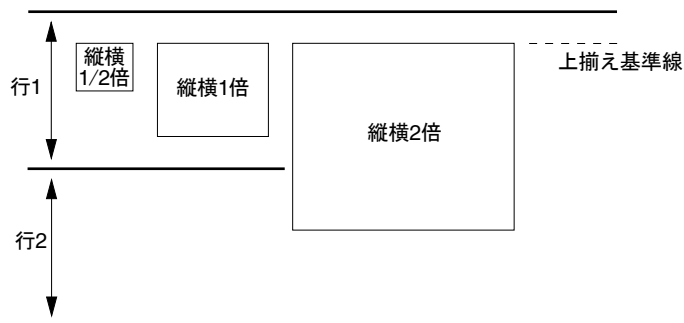 行1
縦横
1/2倍
縦横1倍
縦横2倍
上揃え基準線
行2